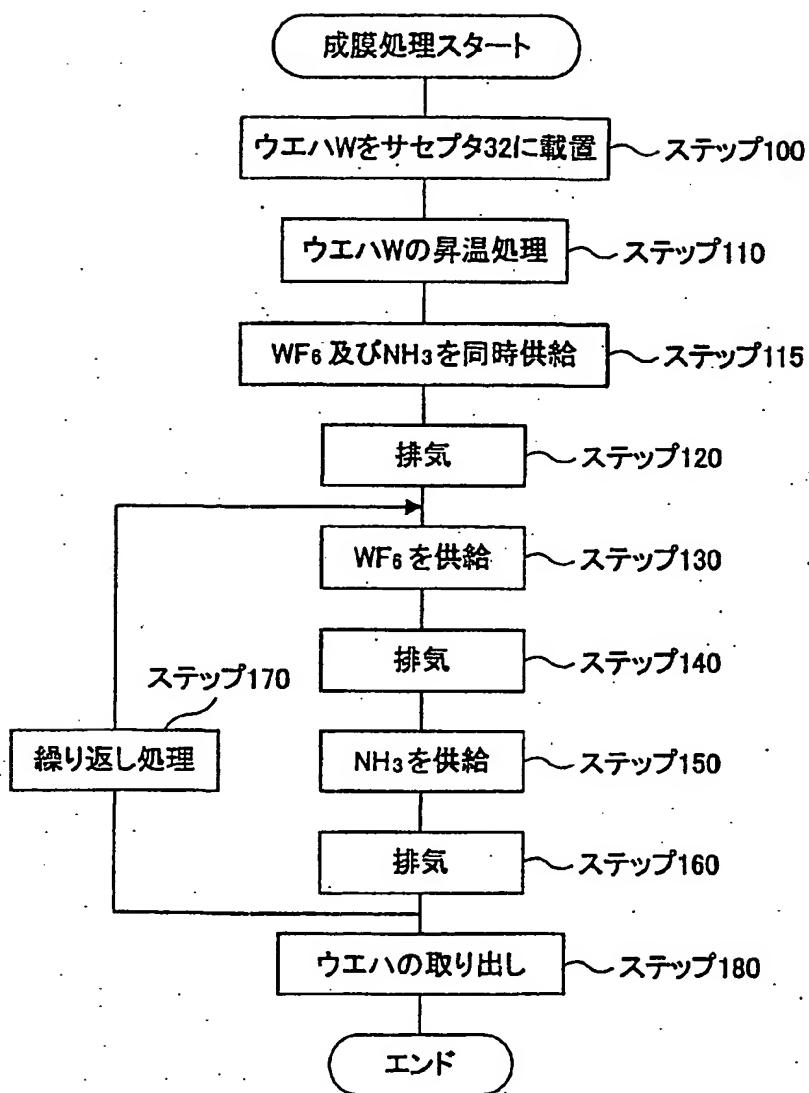 成膜処理スタート
ウエハWをサセプタ32に載置
ステップ100
ウエハWの昇温処理
ステップ110
WF₆及びNH₃を同時供給
ステップ115
排気
ステップ120
WF₆を供給
ステップ130
排気
ステップ140
ステップ170
繰り返し処理
NH₃を供給
ステップ150
排気
ステップ160
ウエハの取り出し
ステップ180
エンド